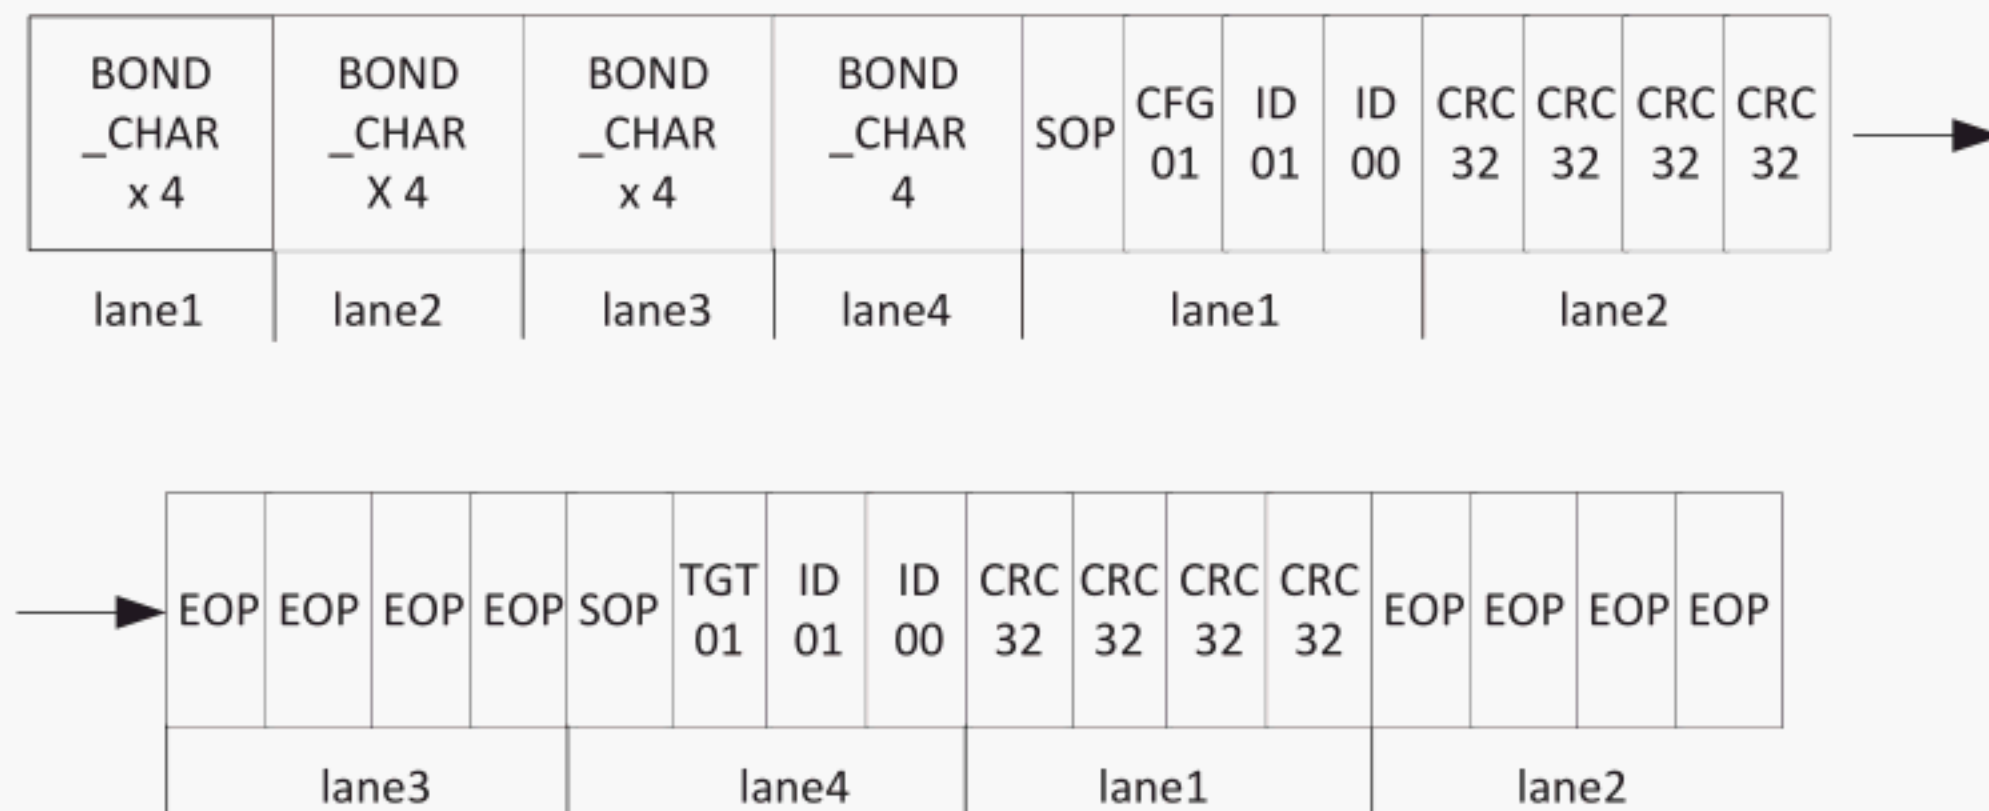 BOND BOND BOND BOND
_CHAR _CHAR _CHAR _CHAR SOP CFG ID ID CRC CRC CRC CRC
x 4 X 4 x 4 4 01 01 00 32 32 32 32
lane1 lane2 lane3 lane4 lane1 lane2
EOP EOP EOP EOP SOP TGT ID ID CRC CRC CRC CRC EOP EOP EOP EOP
01 01 00 32 32 32 32
lane3 lane4 lane1 lane2